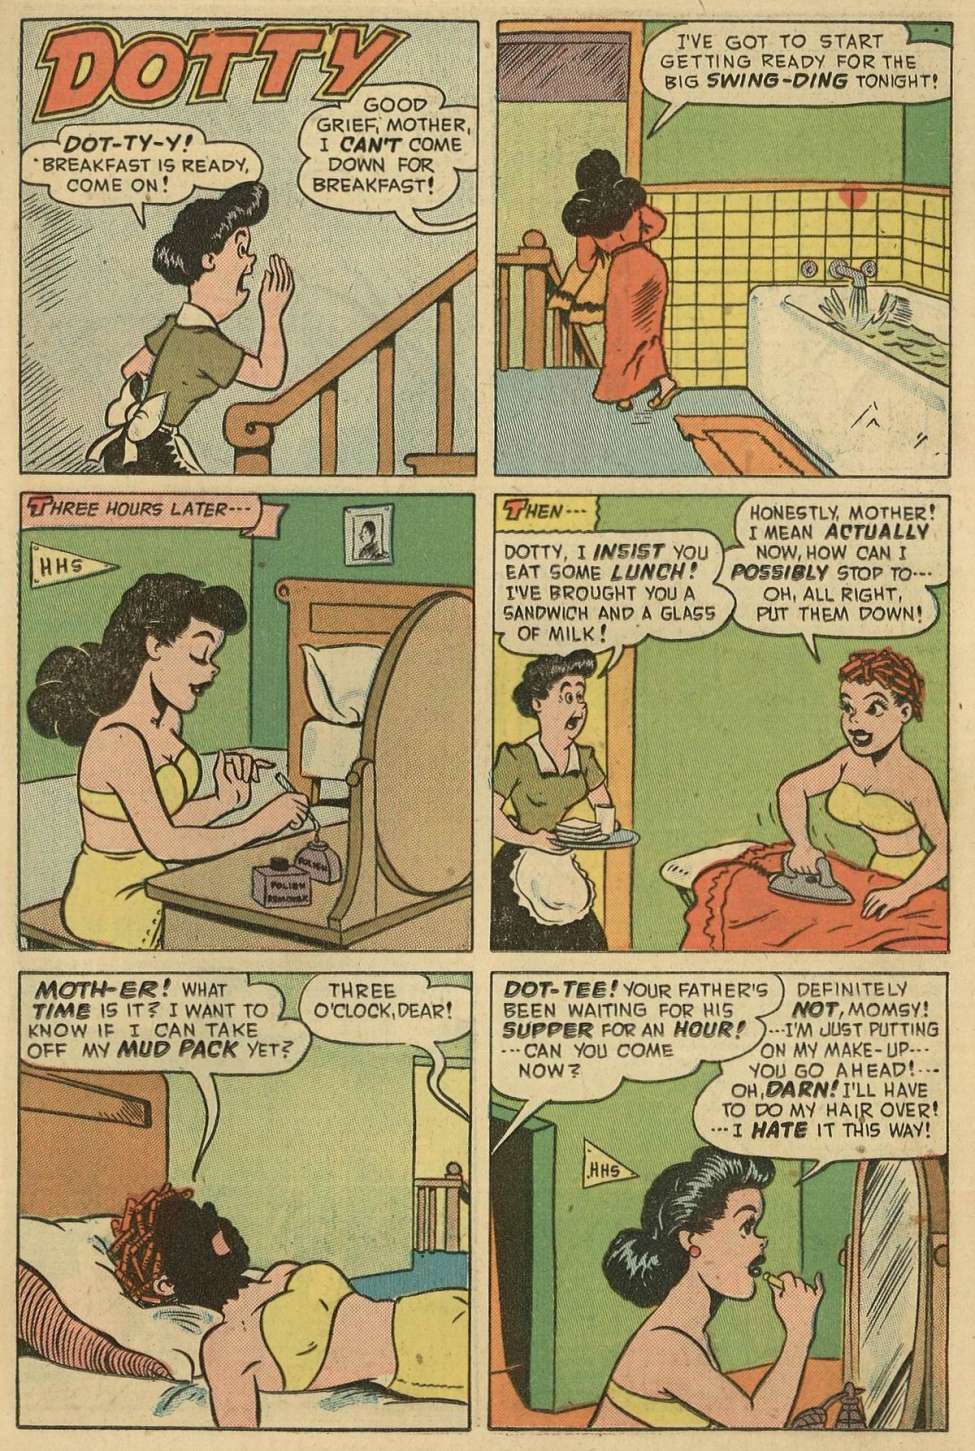 DOTTY
DOT-TY-Y!
BREAKFAST IS READY,
COME ON!
GOOD
GRIEF, MOTHER,
I CAN'T COME
DOWN FOR
BREAKFAST!
I'VE GOT TO START
GETTING READY FOR THE
BIG SWING-DING TONIGHT!
THREE HOURS LATER---
HHS
POLISH
POLISH
REMOVER
THEN---
DOTTY, I INSIST YOU
EAT SOME LUNCH!
I'VE BROUGHT YOU A
SANDWICH AND A GLASS
OF MILK!
HONESTLY, MOTHER!
I MEAN ACTUALLY
NOW, HOW CAN I
POSSIBLY STOP TO---
OH, ALL RIGHT,
PUT THEM DOWN!
MOTH-ER! WHAT
TIME IS IT? I WANT TO
KNOW IF I CAN TAKE
OFF MY MUD PACK YET?
THREE
O'CLOCK, DEAR!
DOT-TEE! YOUR FATHER'S
BEEN WAITING FOR HIS
SUPPER FOR AN HOUR!
---CAN YOU COME
NOW?
DEFINITELY
NOT, MOMSY!
---I'M JUST PUTTING
ON MY MAKE-UP---
YOU GO AHEAD!---
OH, DARN! I'LL HAVE
TO DO MY HAIR OVER!
---I HATE IT THIS WAY!
HHS